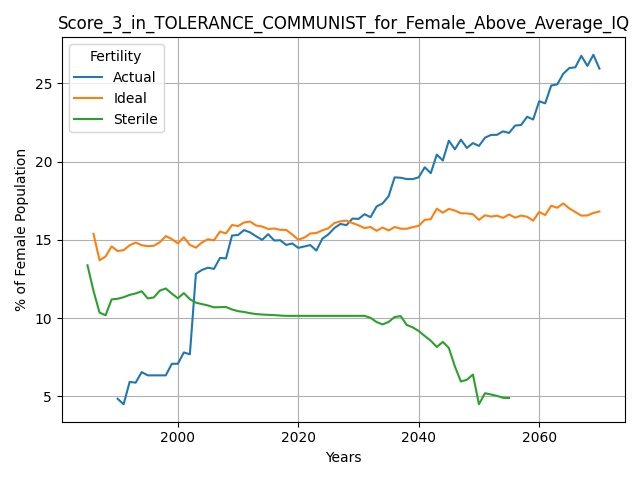 Score_3_in_TOLERANCE_COMMUNIST_for_Female_Above_Average_IQ
Fertility
Actual
Ideal
Sterile
% of Female Population
25
20
15
10
5
2000 2020 2040 2060
Years